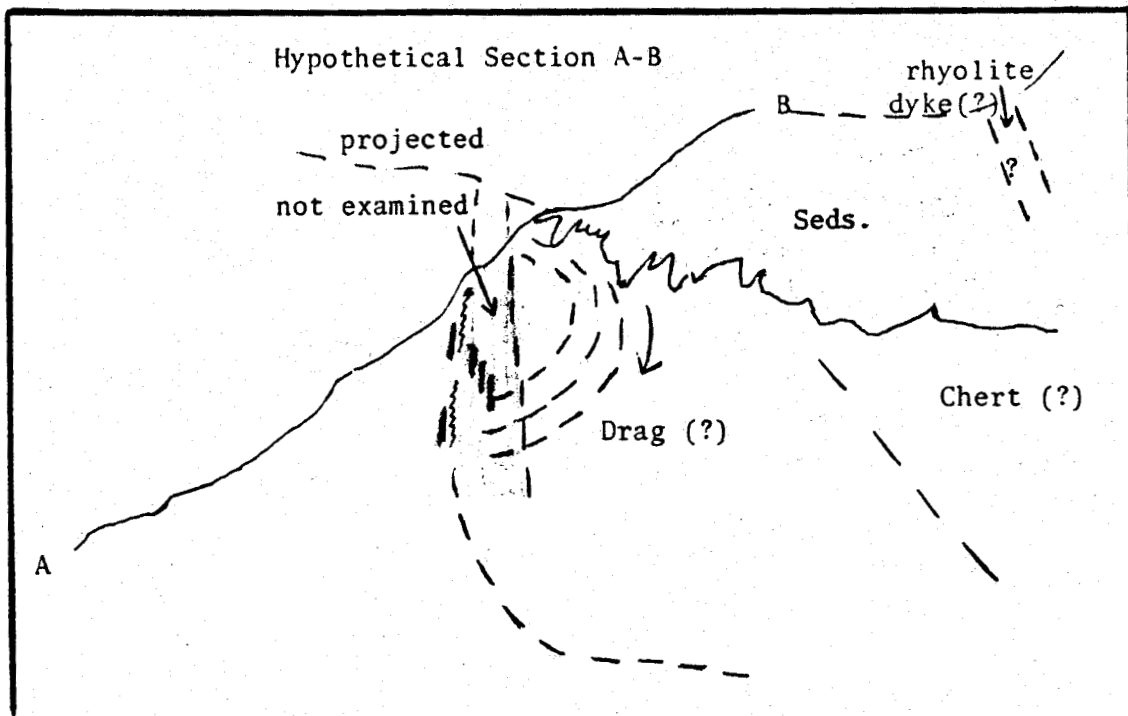 Hypothetical Section A-B
rhyolite
dyke(?)
B
projected
?
not examined
Seds.
Chert (?)
Drag (?)
A